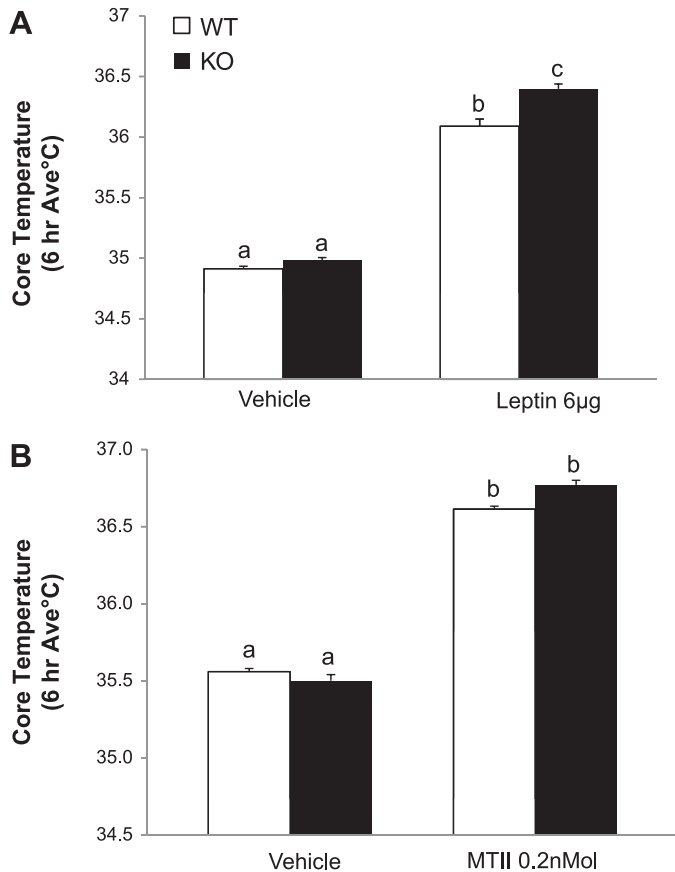 A
WT
KO
Core Temperature
(6 hr Ave°C)
37
36.5
36
35.5
35
34.5
34
a
a
b
c
Vehicle
Leptin 6µg
B
Core Temperature
(6 hr Ave°C)
37.0
36.5
36.0
35.5
35.0
34.5
a
a
b
b
Vehicle
MTII 0.2nMol